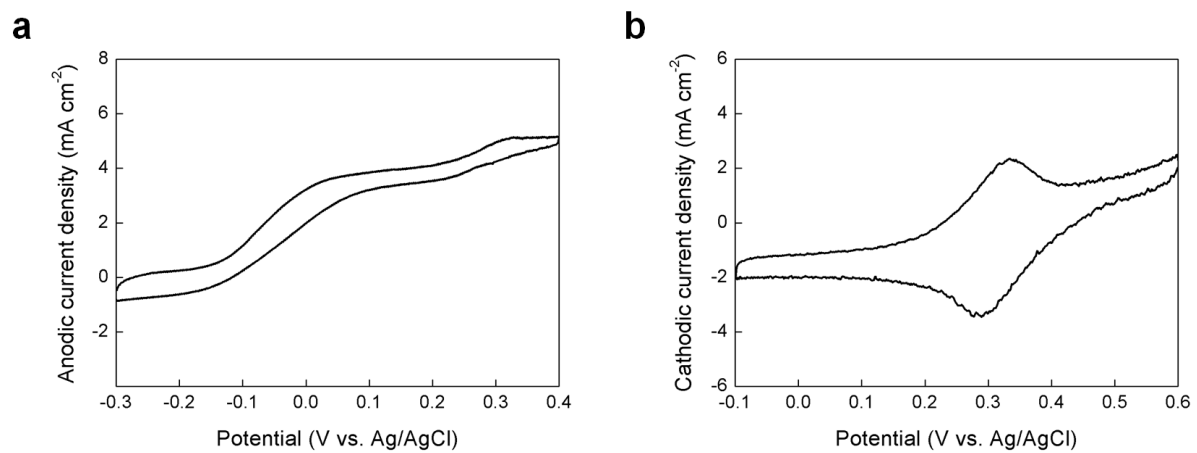 a
b
Anodic current density (mA cm-2)
8
6
4
2
0
-2
-0.3 -0.2 -0.1 0.0 0.1 0.2 0.3 0.4
Potential (V vs. Ag/AgCl)
Cathodic current density (mA cm-2)
6
4
2
0
-2
-4
-6
-0.1 0.0 0.1 0.2 0.3 0.4 0.5 0.6
Potential (V vs. Ag/AgCl)